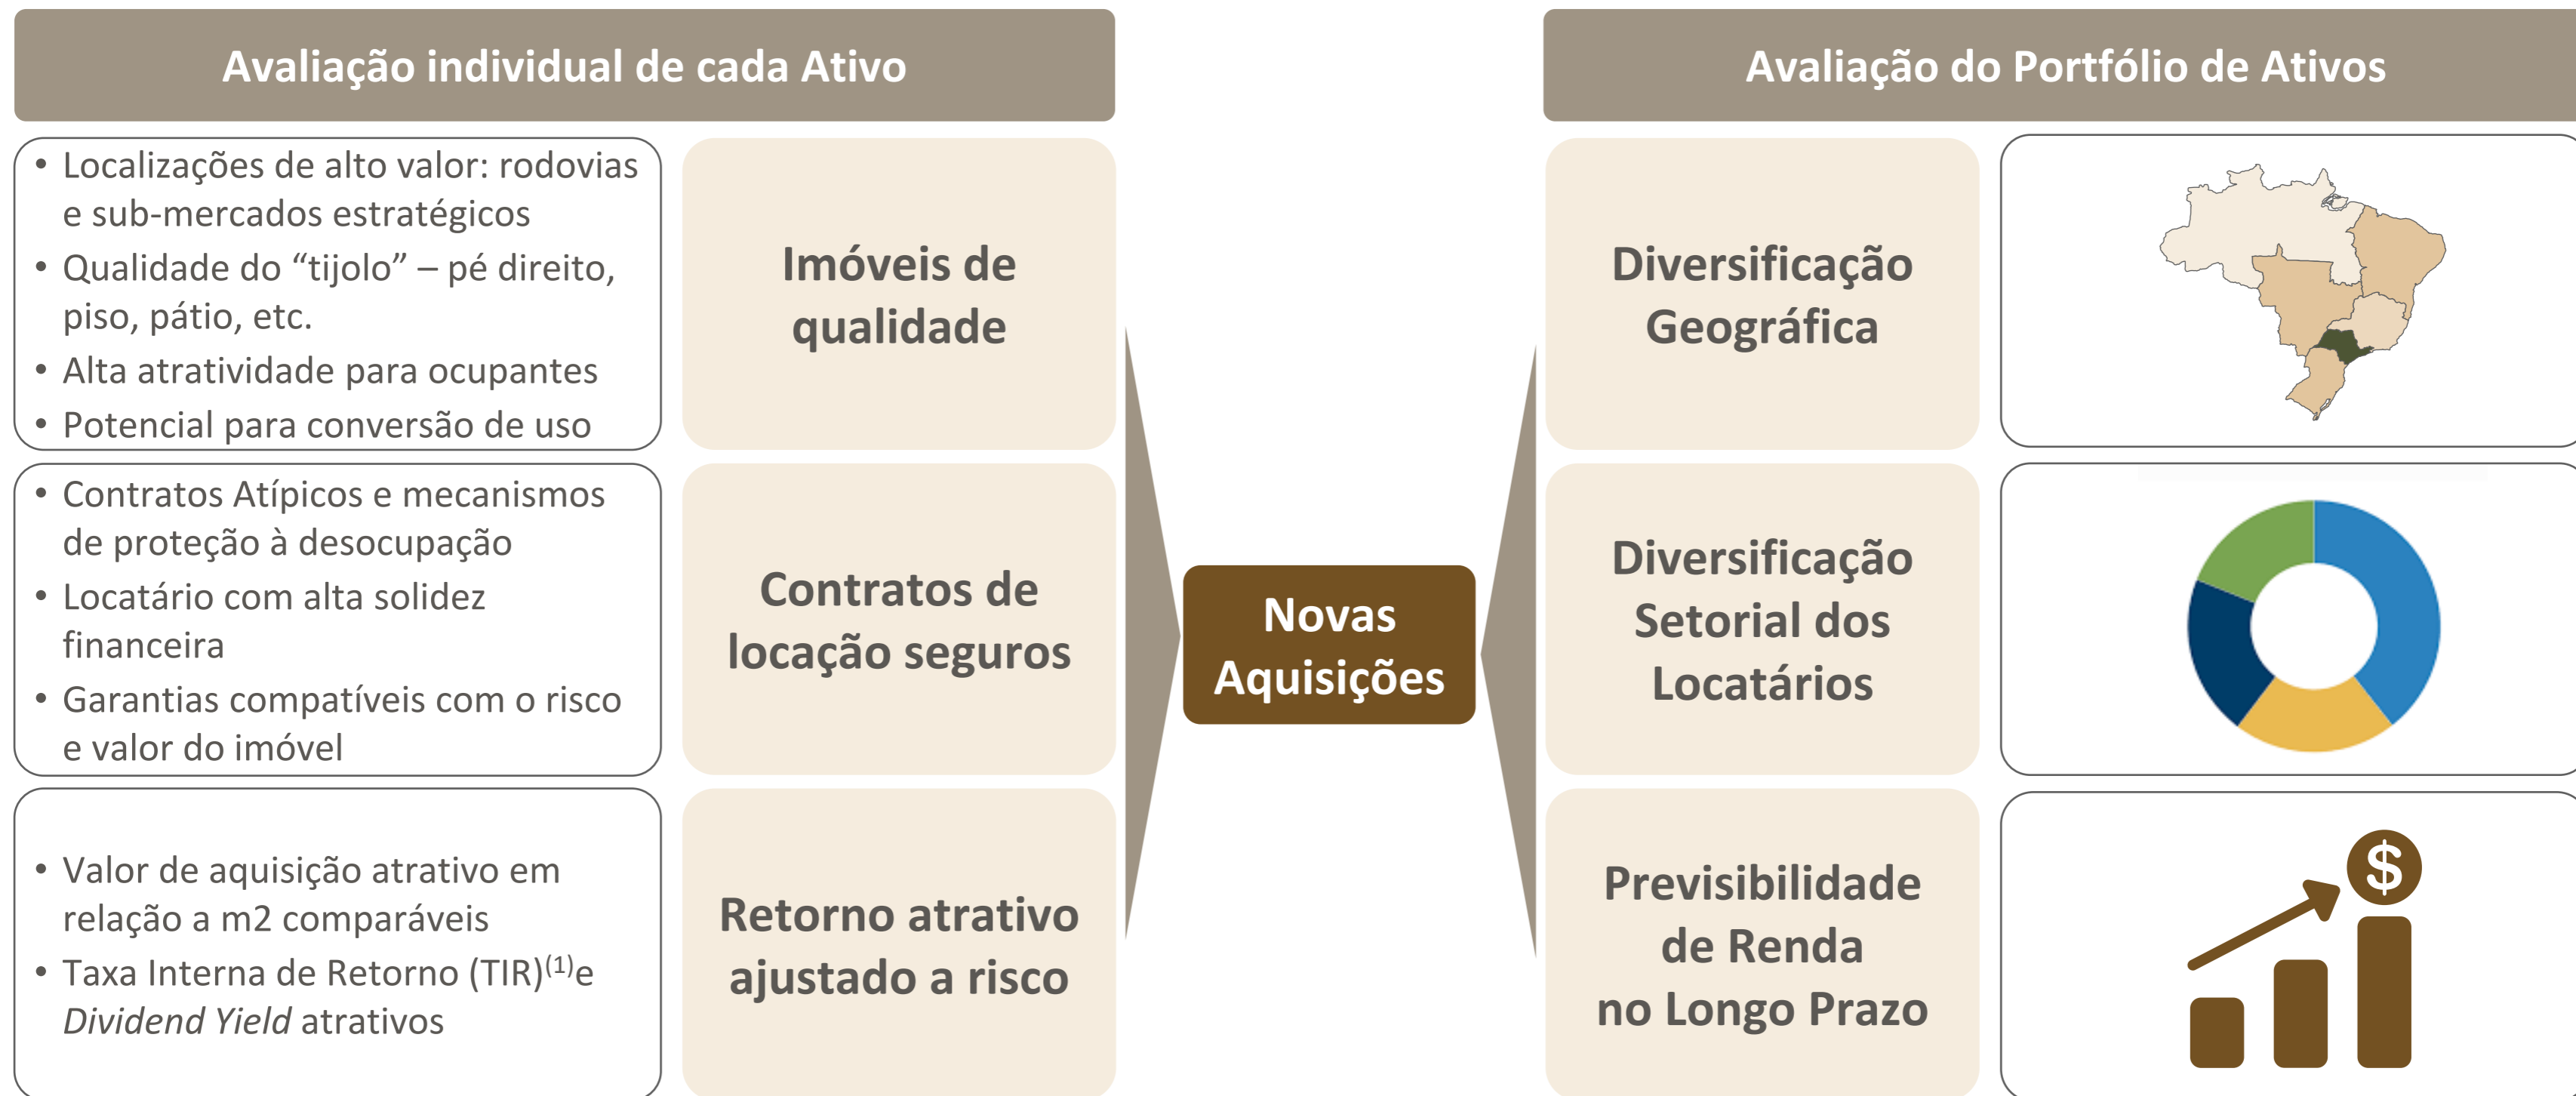 Avaliação individual de cada Ativo
• Localizações de alto valor: rodovias
e sub-mercados estratégicos
• Qualidade do “tijolo” – pé direito,
piso, pátio, etc.
• Alta atratividade para ocupantes
• Potencial para conversão de uso
Imóveis de
qualidade
• Contratos Atípicos e mecanismos
de proteção à desocupação
• Locatário com alta solidez
financeira
• Garantias compatíveis com o risco
e valor do imóvel
Contratos de
locação seguros
• Valor de aquisição atrativo em
relação a m2 comparáveis
• Taxa Interna de Retorno (TIR)⁽¹⁾e
Dividend Yield atrativos
Retorno atrativo
ajustado a risco
Novas
Aquisições
Avaliação do Portfólio de Ativos
Diversificação
Geográfica
Diversificação
Setorial dos
Locatários
Previsibilidade
de Renda
no Longo Prazo
$